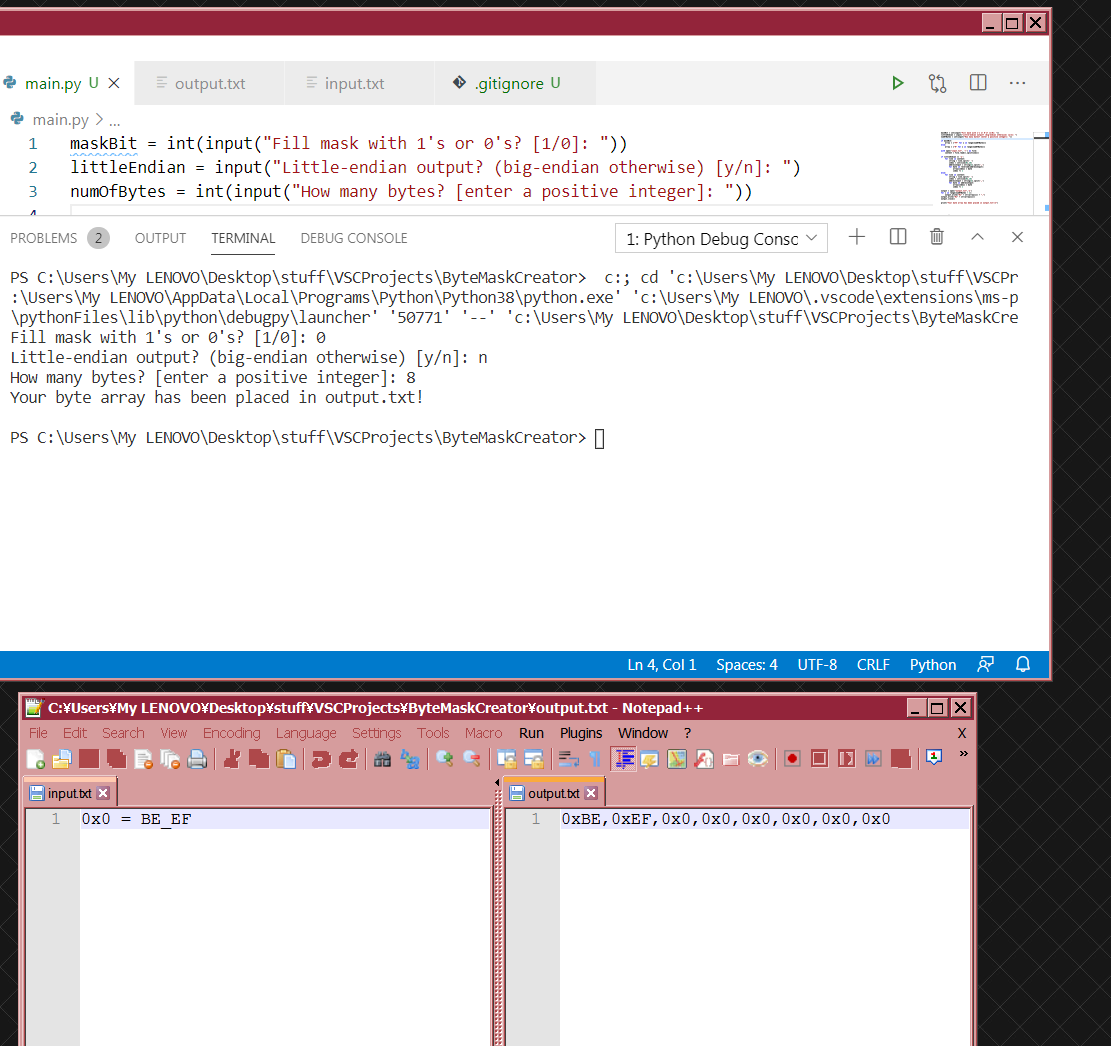 main.py U
output.txt
input.txt
.gitignore U
main.py > ...
1 maskBit = int(input("Fill mask with 1's or 0's? [1/0]: "))
2 littleEndian = input("Little-endian output? (big-endian otherwise) [y/n]: ")
3 numOfBytes = int(input("How many bytes? [enter a positive integer]: "))
4
PROBLEMS 2 OUTPUT TERMINAL DEBUG CONSOLE 1: Python Debug Consc
PS C:\Users\My LENOVO\Desktop\stuff\VSCProjects\ByteMaskCreator>  c:; cd 'c:\Users\My LENOVO\Desktop\stuff\VSCPr
:\Users\My LENOVO\AppData\Local\Programs\Python\Python38\python.exe' 'c:\Users\My LENOVO\.vscode\extensions\ms-p
\pythonFiles\lib\python\debugpy\launcher' '50771' '--' 'c:\Users\My LENOVO\Desktop\stuff\VSCProjects\ByteMaskCre
Fill mask with 1's or 0's? [1/0]: 0
Little-endian output? (big-endian otherwise) [y/n]: n
How many bytes? [enter a positive integer]: 8
Your byte array has been placed in output.txt!
PS C:\Users\My LENOVO\Desktop\stuff\VSCProjects\ByteMaskCreator>
Ln 4, Col 1 Spaces: 4 UTF-8 CRLF Python
C:¥Users¥My LENOVO¥Desktop¥stuff¥VSCProjects¥ByteMaskCreator¥output.txt - Notepad++
File Edit Search View Encoding Language Settings Tools Macro Run Plugins Window ? X
input.txt
output.txt
1 0x0 = BE_EF
1 0xBE,0xEF,0x0,0x0,0x0,0x0,0x0,0x0